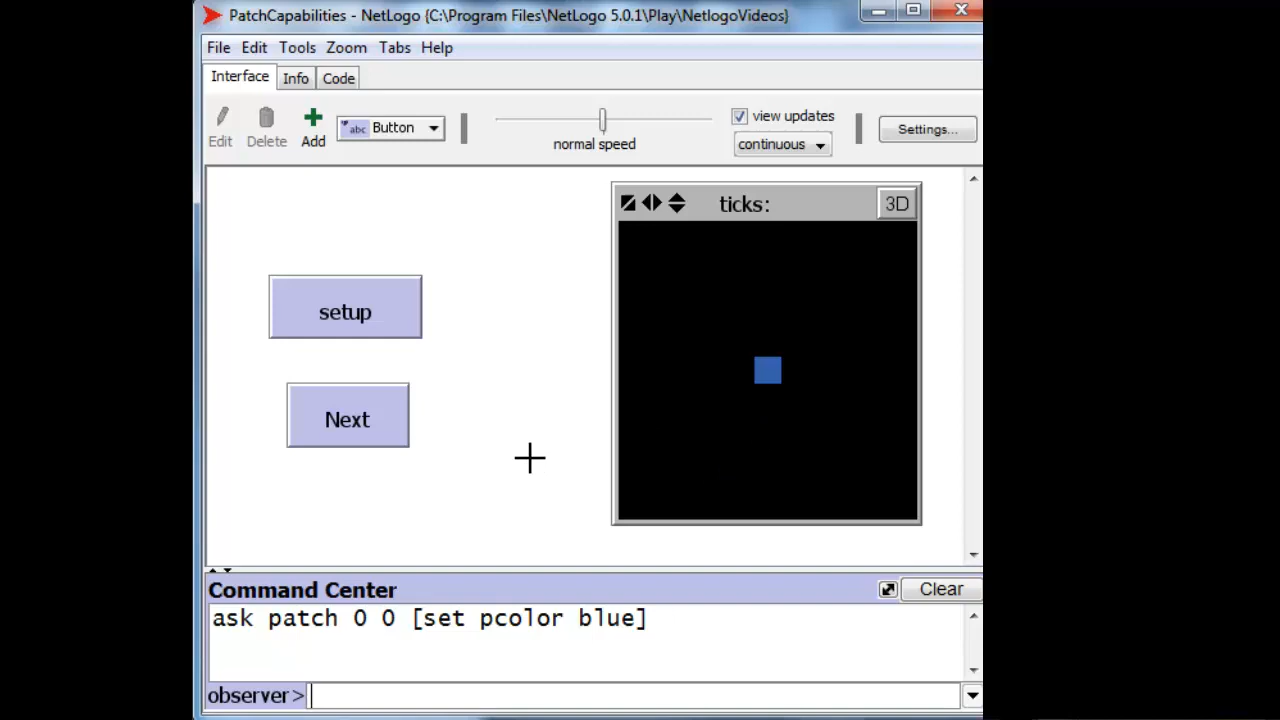 PatchCapabilities - NetLogo {C:\Program Files\NetLogo 5.0.1\Play\NetlogoVideos}
File Edit Tools Zoom Tabs Help
Interface Info Code
Edit Delete Add abc Button normal speed view updates continuous Settings...
ticks: 3D
setup
Next
Command Center Clear
ask patch 0 0 [set pcolor blue]
observer>